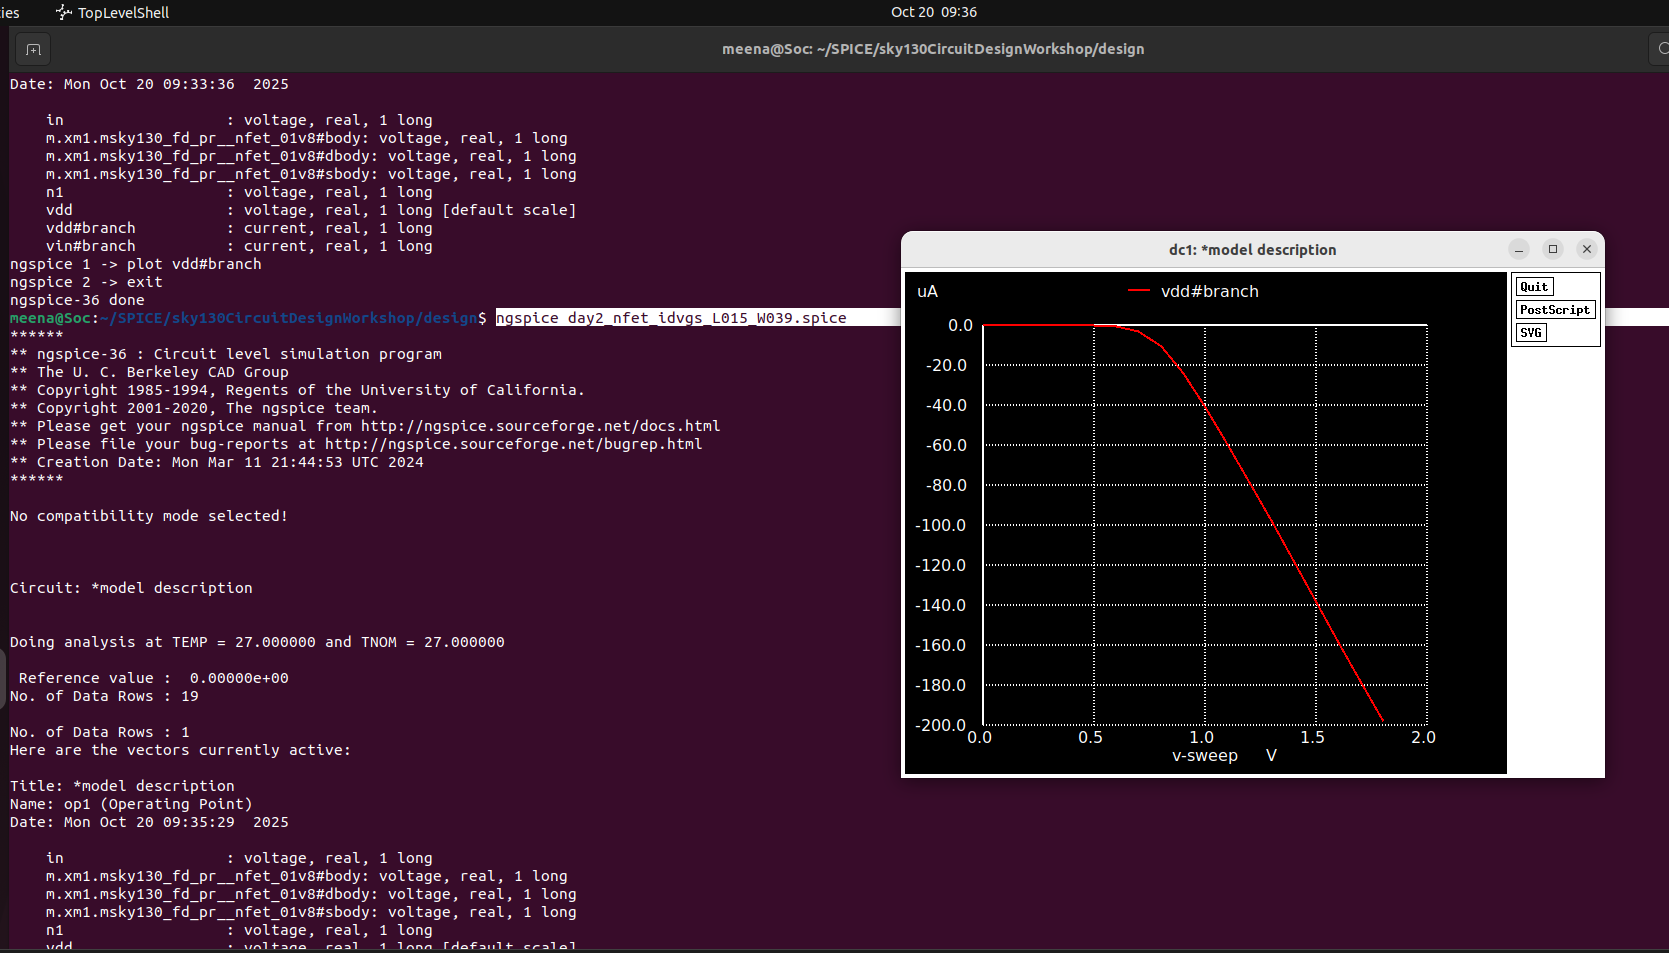 ies TopLevelShell Oct 20 09:36
meena@Soc: ~/SPICE/sky130CircuitDesignWorkshop/design
Date: Mon Oct 20 09:33:36  2025
in                  : voltage, real, 1 long
m.xm1.msky130_fd_pr__nfet_01v8#body: voltage, real, 1 long
m.xm1.msky130_fd_pr__nfet_01v8#dbody: voltage, real, 1 long
m.xm1.msky130_fd_pr__nfet_01v8#sbody: voltage, real, 1 long
n1                  : voltage, real, 1 long
vdd                 : voltage, real, 1 long [default scale]
vdd#branch          : current, real, 1 long
vin#branch          : current, real, 1 long
ngspice 1 -> plot vdd#branch
ngspice 2 -> exit
ngspice-36 done
meena@Soc:~/SPICE/sky130CircuitDesignWorkshop/design$ ngspice day2_nfet_idvgs_L015_W039.spice
******
** ngspice-36 : Circuit level simulation program
** The U. C. Berkeley CAD Group
** Copyright 1985-1994, Regents of the University of California.
** Copyright 2001-2020, The ngspice team.
** Please get your ngspice manual from http://ngspice.sourceforge.net/docs.html
** Please file your bug-reports at http://ngspice.sourceforge.net/bugrep.html
** Creation Date: Mon Mar 11 21:44:53 UTC 2024
******
No compatibility mode selected!
Circuit: *model description
Doing analysis at TEMP = 27.000000 and TNOM = 27.000000
Reference value :  0.00000e+00
No. of Data Rows : 19
No. of Data Rows : 1
Here are the vectors currently active:
Title: *model description
Name: op1 (Operating Point)
Date: Mon Oct 20 09:35:29  2025
in                  : voltage, real, 1 long
m.xm1.msky130_fd_pr__nfet_01v8#body: voltage, real, 1 long
m.xm1.msky130_fd_pr__nfet_01v8#dbody: voltage, real, 1 long
m.xm1.msky130_fd_pr__nfet_01v8#sbody: voltage, real, 1 long
n1                  : voltage, real, 1 long
vdd                 : voltage, real, 1 long [default scale]
dc1: *model description
uA
vdd#branch
Quit
PostScript
SVG
0.0
-20.0
-40.0
-60.0
-80.0
-100.0
-120.0
-140.0
-160.0
-180.0
-200.0
0.0 0.5 1.0 1.5 2.0
v-sweep V